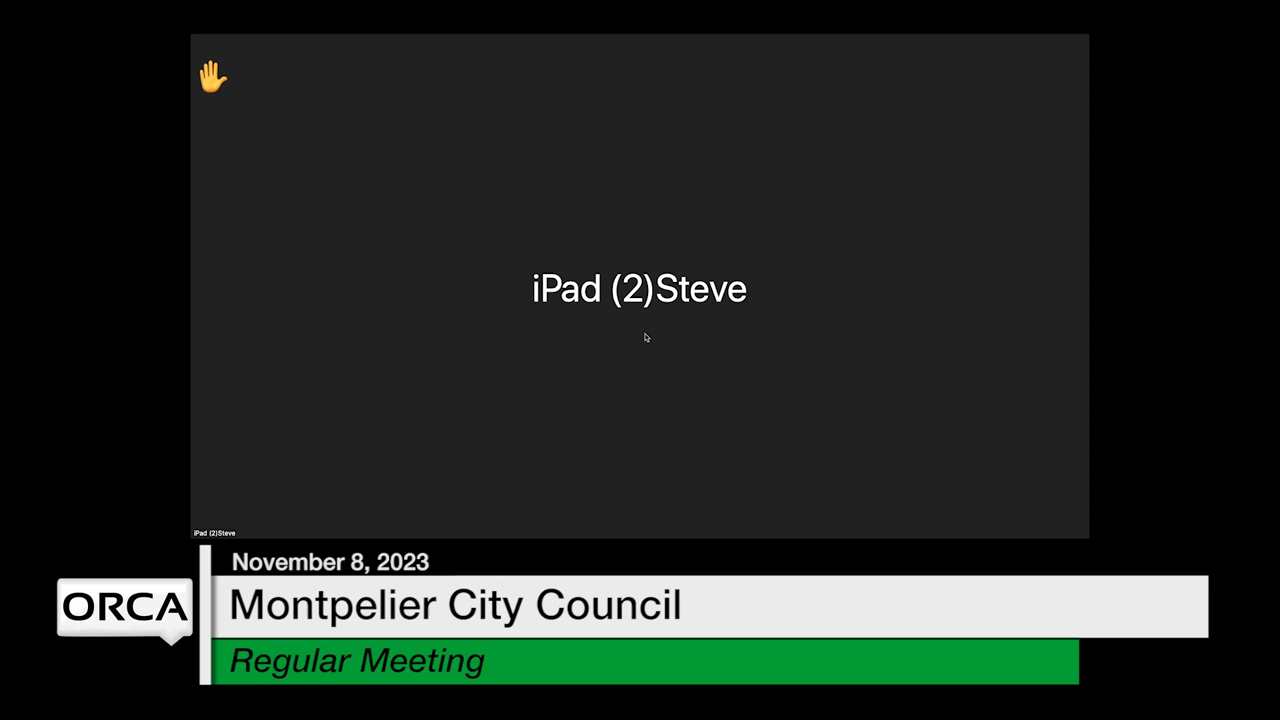 iPad (2)Steve
iPad (2)Steve
November 8, 2023
ORCA
Montpelier City Council
Regular Meeting